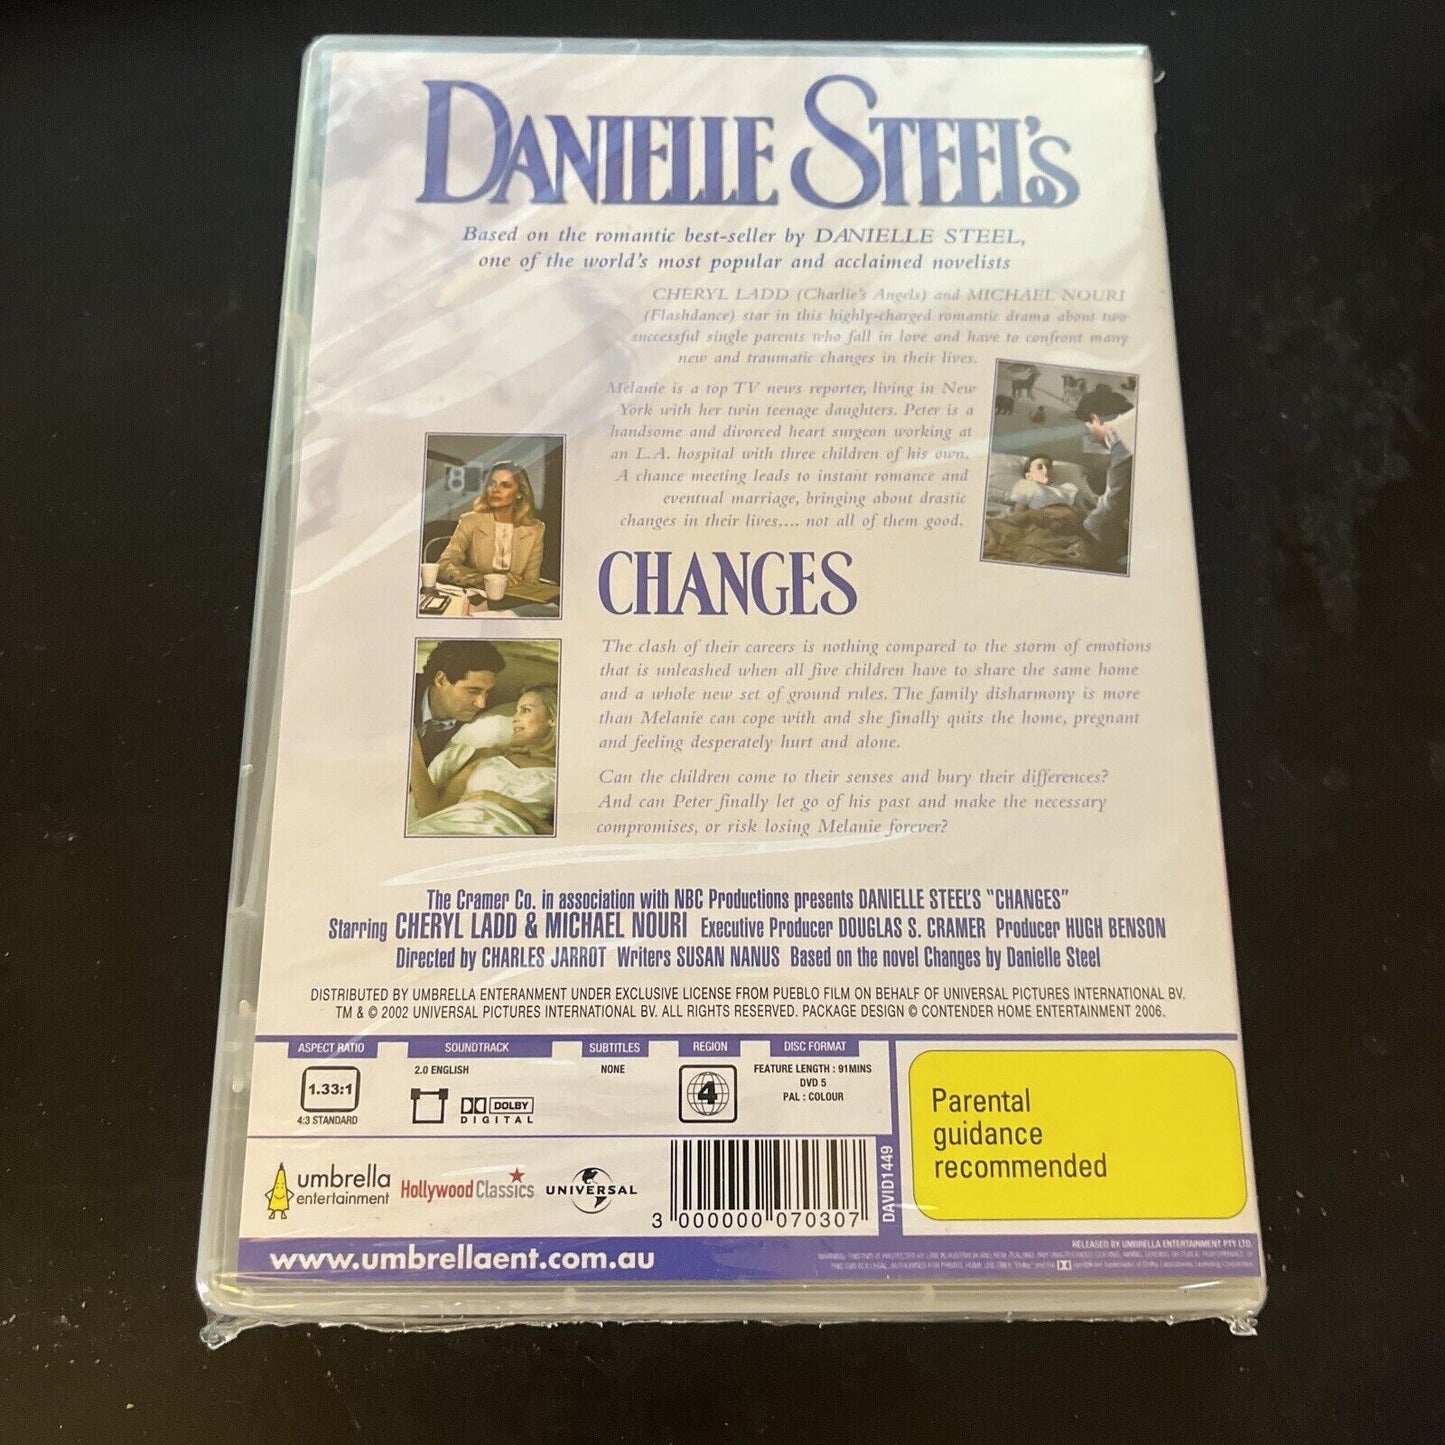 DANIELLE STEEL'S
Based on the romantic best-seller by DANIELLE STEEL,
one of the world's most popular and acclaimed novelists
CHERYL LADD (Charlie's Angels) and MICHAEL NOURI
(Flashdance) star in this highly-charged romantic drama about two
successful single parents who fall in love and have to confront many
new and traumatic changes in their lives.
Melanie is a top TV news reporter, living in New
York with her twin teenage daughters. Peter is a
handsome and divorced heart surgeon working at
an L.A. hospital with three children of his own.
A chance meeting leads to instant romance and
eventual marriage, bringing about drastic
changes in their lives.... not all of them good.
8
CHANGES
The clash of their careers is nothing compared to the storm of emotions
that is unleashed when all five children have to share the same home
and a whole new set of ground rules. The family disharmony is more
than Melanie can cope with and she finally quits the home, pregnant
and feeling desperately hurt and alone.
Can the children come to their senses and bury their differences?
And can Peter finally let go of his past and make the necessary
compromises, or risk losing Melanie forever?
The Cramer Co. in association with NBC Productions presents DANIELLE STEEL'S "CHANGES"
Starring CHERYL LADD & MICHAEL NOURI Executive Producer DOUGLAS S. CRAMER Producer HUGH BENSON
Directed by CHARLES JARROT Writers SUSAN NANUS Based on the novel Changes by Danielle Steel
DISTRIBUTED BY UMBRELLA ENTERANMENT UNDER EXCLUSIVE LICENSE FROM PUEBLO FILM ON BEHALF OF UNIVERSAL PICTURES INTERNATIONAL BV.
TM & © 2002 UNIVERSAL PICTURES INTERNATIONAL BV. ALL RIGHTS RESERVED. PACKAGE DESIGN © CONTENDER HOME ENTERTAINMENT 2006.
ASPECT RATIO SOUNDTRACK SUBTITLES REGION DISC FORMAT
1.33:1
4:3 STANDARD
2.0 ENGLISH
DOLBY
DIGITAL
NONE
4
FEATURE LENGTH : 91MINS
DVD 5
PAL : COLOUR
Parental
guidance
recommended
umbrella
entertainment
HollywoodClassics
UNIVERSAL
3 000000 070307
DAVID1449
www.umbrellaent.com.au
RELEASED BY UMBRELLA ENTERTAINMENT PTY LTD.